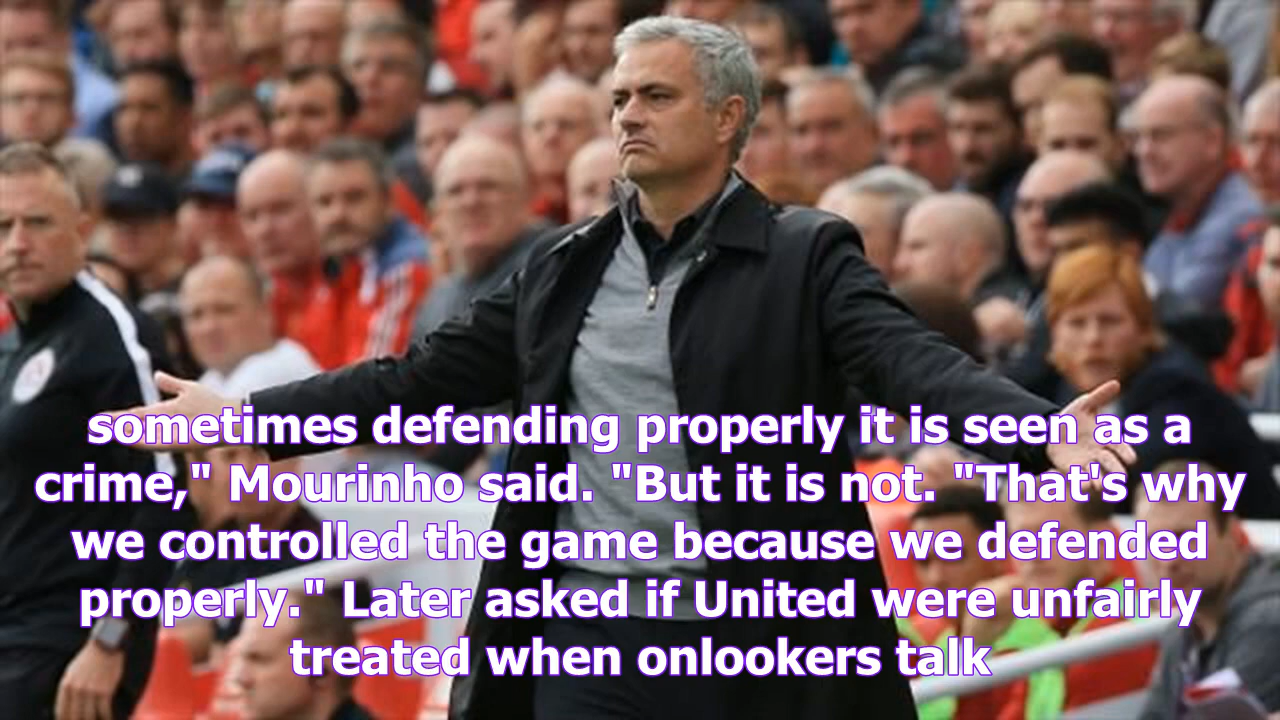 sometimes defending properly it is seen as a
crime," Mourinho said. "But it is not. "That's why
we controlled the game because we defended
properly." Later asked if United were unfairly
treated when onlookers talk